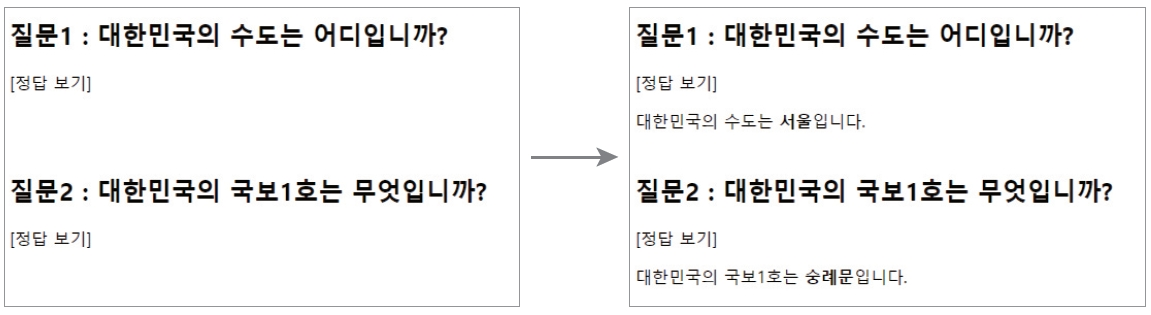 질문1 : 대한민국의 수도는 어디입니까?
[정답 보기]
질문2 : 대한민국의 국보1호는 무엇입니까?
[정답 보기]
질문1 : 대한민국의 수도는 어디입니까?
[정답 보기]
대한민국의 수도는 서울입니다.
질문2 : 대한민국의 국보1호는 무엇입니까?
[정답 보기]
대한민국의 국보1호는 숭례문입니다.